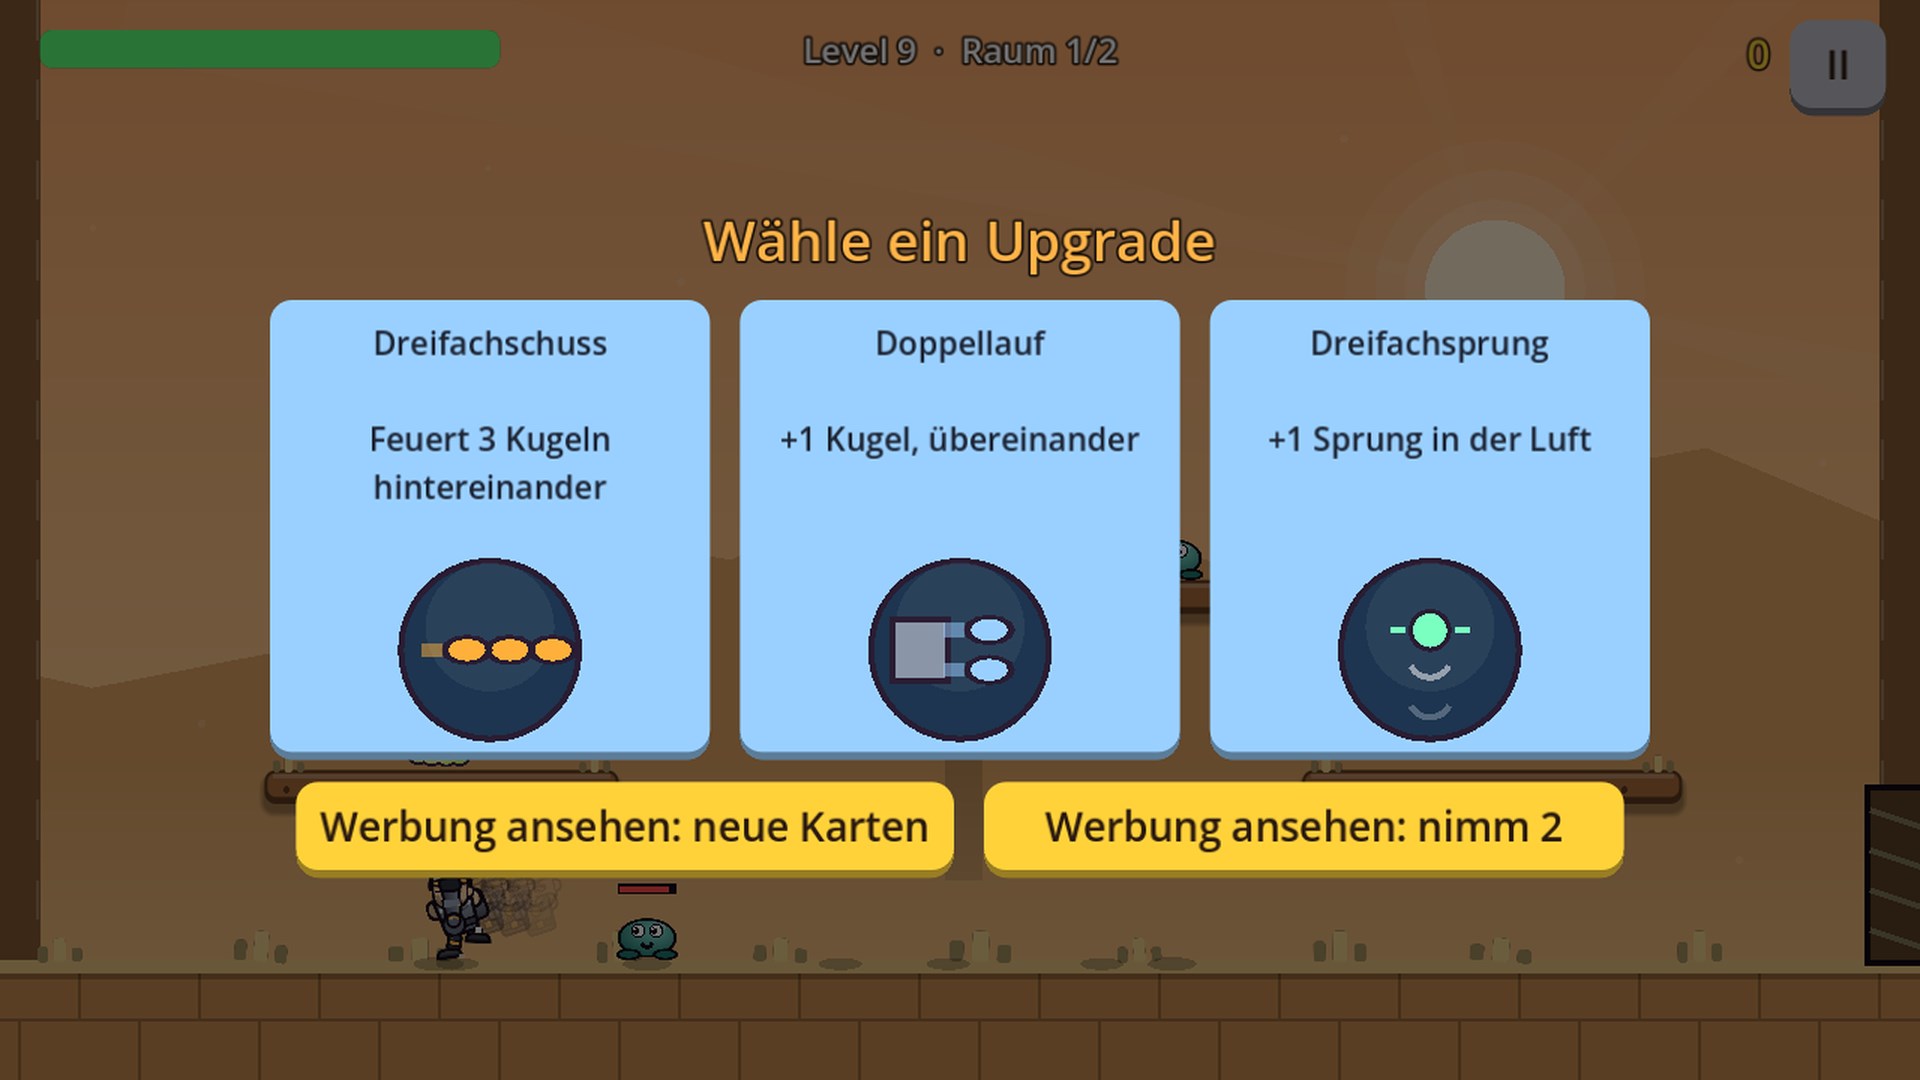 Level 9 · Raum 1/2
0
Wähle ein Upgrade
Dreifachschuss
Feuert 3 Kugeln
hintereinander
Doppellauf
+1 Kugel, übereinander
Dreifachsprung
+1 Sprung in der Luft
Werbung ansehen: neue Karten
Werbung ansehen: nimm 2